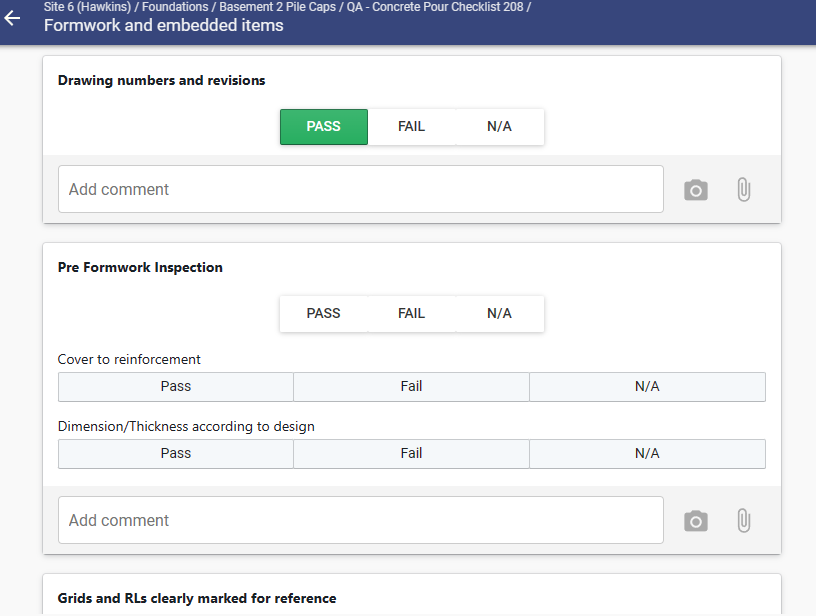 Site 6 (Hawkins) / Foundations / Basement 2 Pile Caps / QA - Concrete Pour Checklist 208 /
Formwork and embedded items
Drawing numbers and revisions
PASS FAIL N/A
Add comment
Pre Formwork Inspection
PASS FAIL N/A
Cover to reinforcement
Pass Fail N/A
Dimension/Thickness according to design
Pass Fail N/A
Add comment
Grids and RLs clearly marked for reference